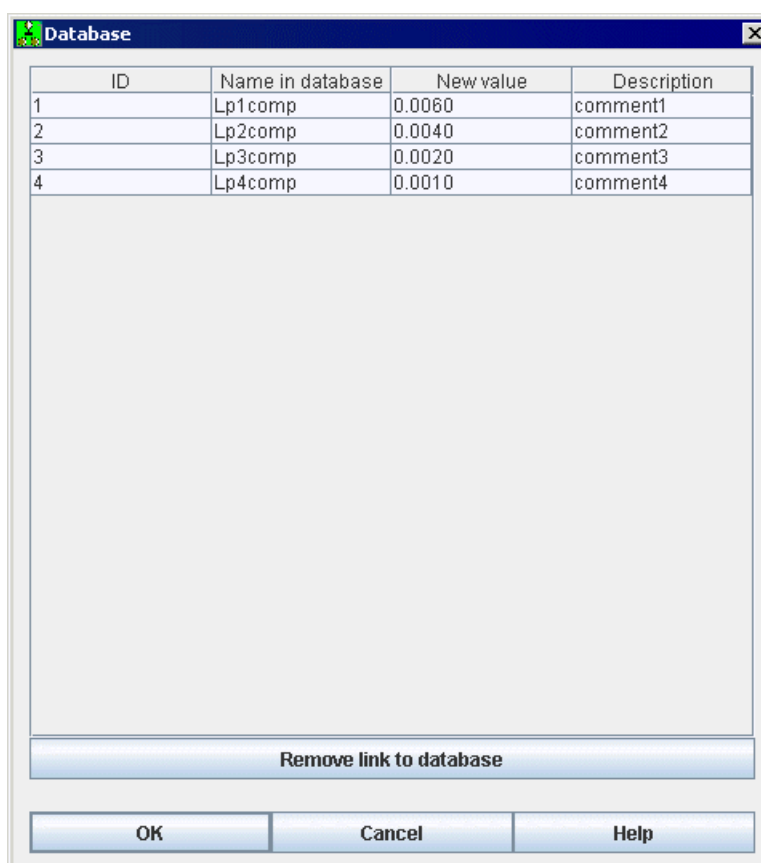 Database
ID Name in database New value Description
1 Lp1comp 0.0060 comment1
2 Lp2comp 0.0040 comment2
3 Lp3comp 0.0020 comment3
4 Lp4comp 0.0010 comment4
Remove link to database
OK Cancel Help